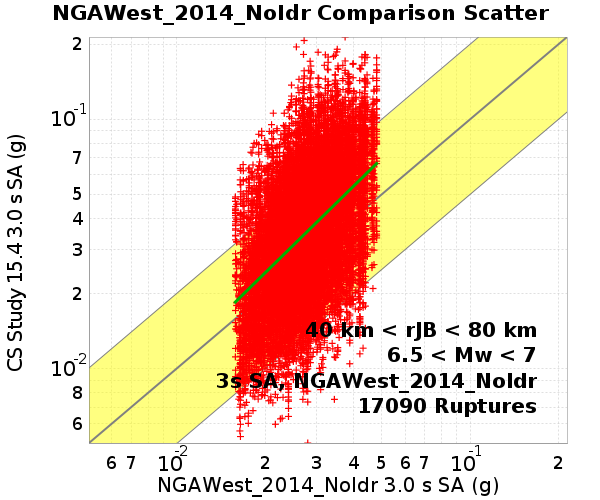 NGAWest_2014_NoIdr Comparison Scatter
CS Study 15.4 3.0 s SA (g)
2
10-1
7
5
4
3
2
10-2
8
6
40 km < rJB < 80 km
6.5 < Mw < 7
3s SA, NGAWest_2014_NoIdr
17090 Ruptures
6 7 10-2 2 3 4 5 6 7 10-1 2
NGAWest_2014_NoIdr 3.0 s SA (g)